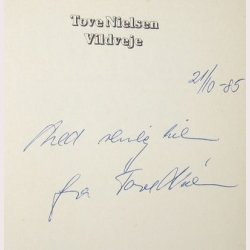 Tove Nielsen
Vildveje
21/10-85
Med venlig hilsen
fra Tove Nielsen